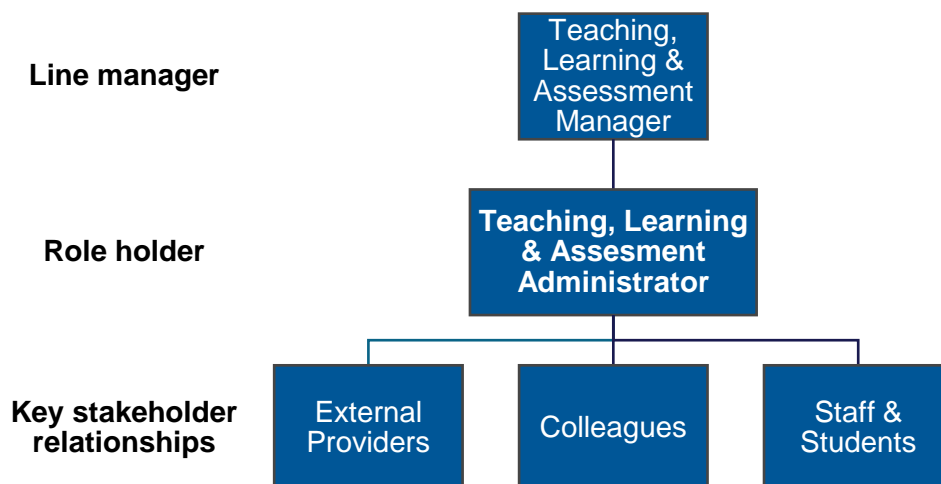 Line manager
Teaching,
Learning &
Assessment
Manager
Role holder
Teaching, Learning
& Assesment
Administrator
Key stakeholder
relationships
External
Providers
Colleagues
Staff &
Students